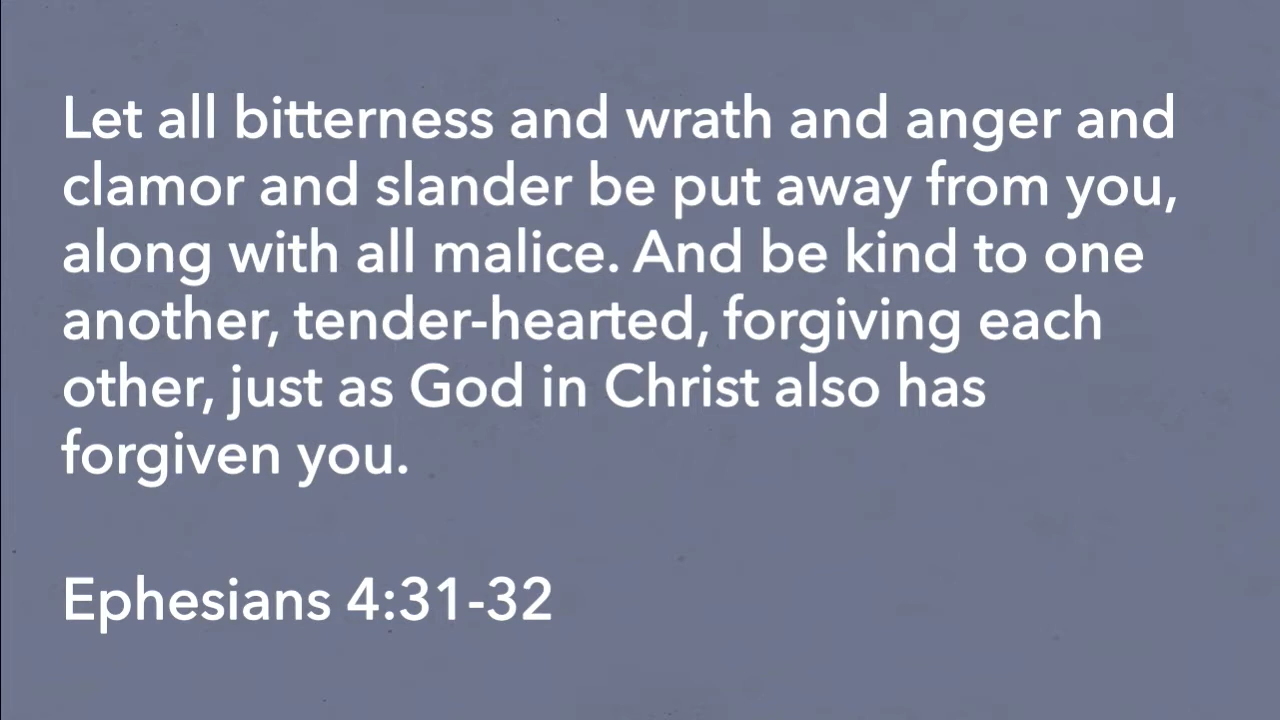 Let all bitterness and wrath and anger and
clamor and slander be put away from you,
along with all malice. And be kind to one
another, tender-hearted, forgiving each
other, just as God in Christ also has
forgiven you.
Ephesians 4:31-32